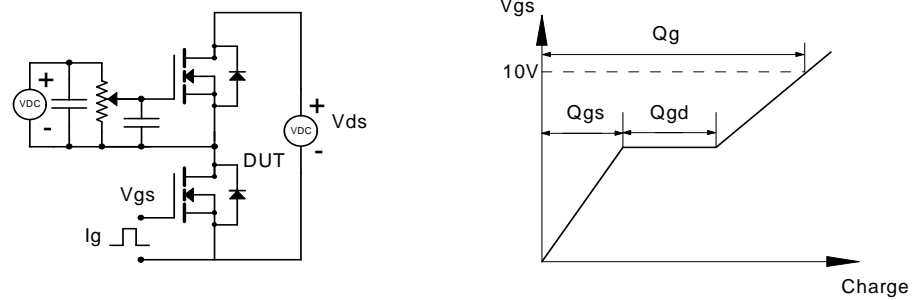 +
VDC
-
+
VDC
-
Vds
DUT
Vgs
Ig
Vgs
Qg
10V
Qgs
Qgd
Charge